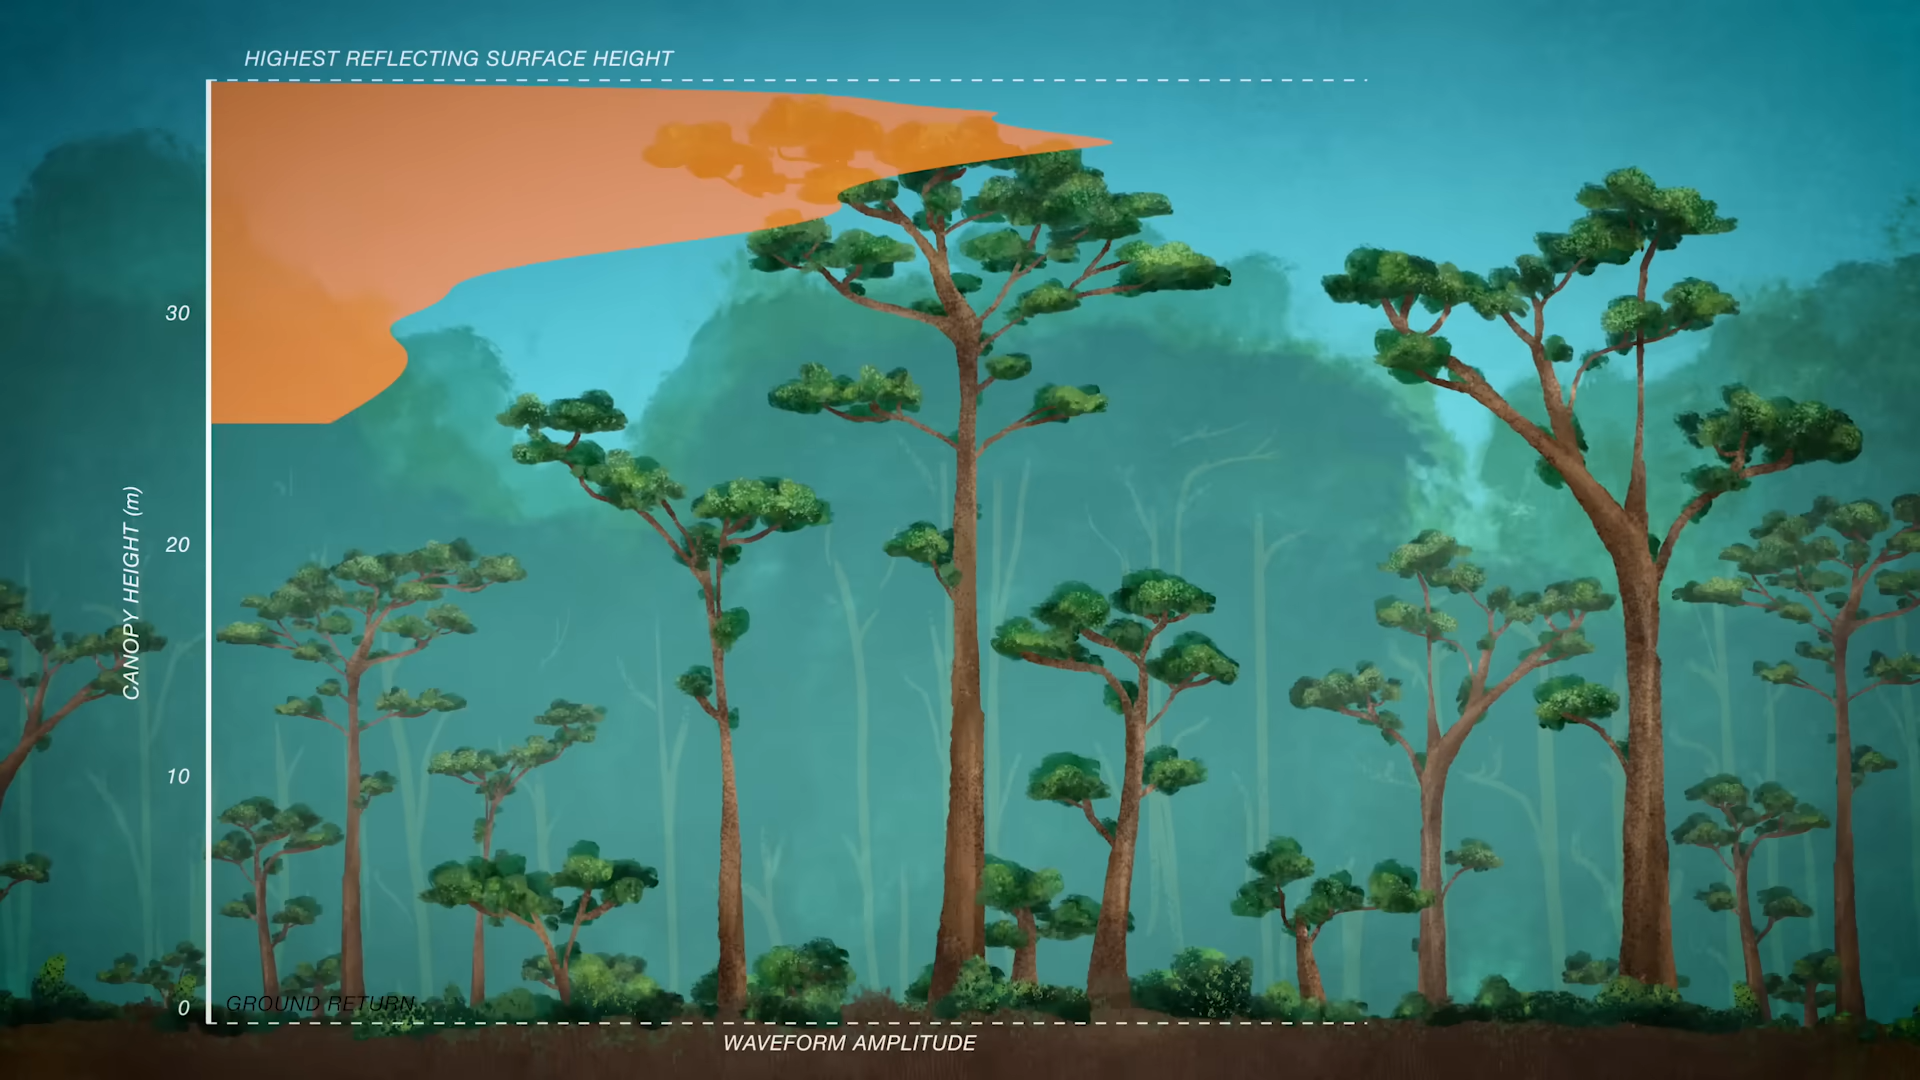 HIGHEST REFLECTING SURFACE HEIGHT
30
CANOPY HEIGHT (m)
20
10
0
GROUND RETURN
WAVEFORM AMPLITUDE